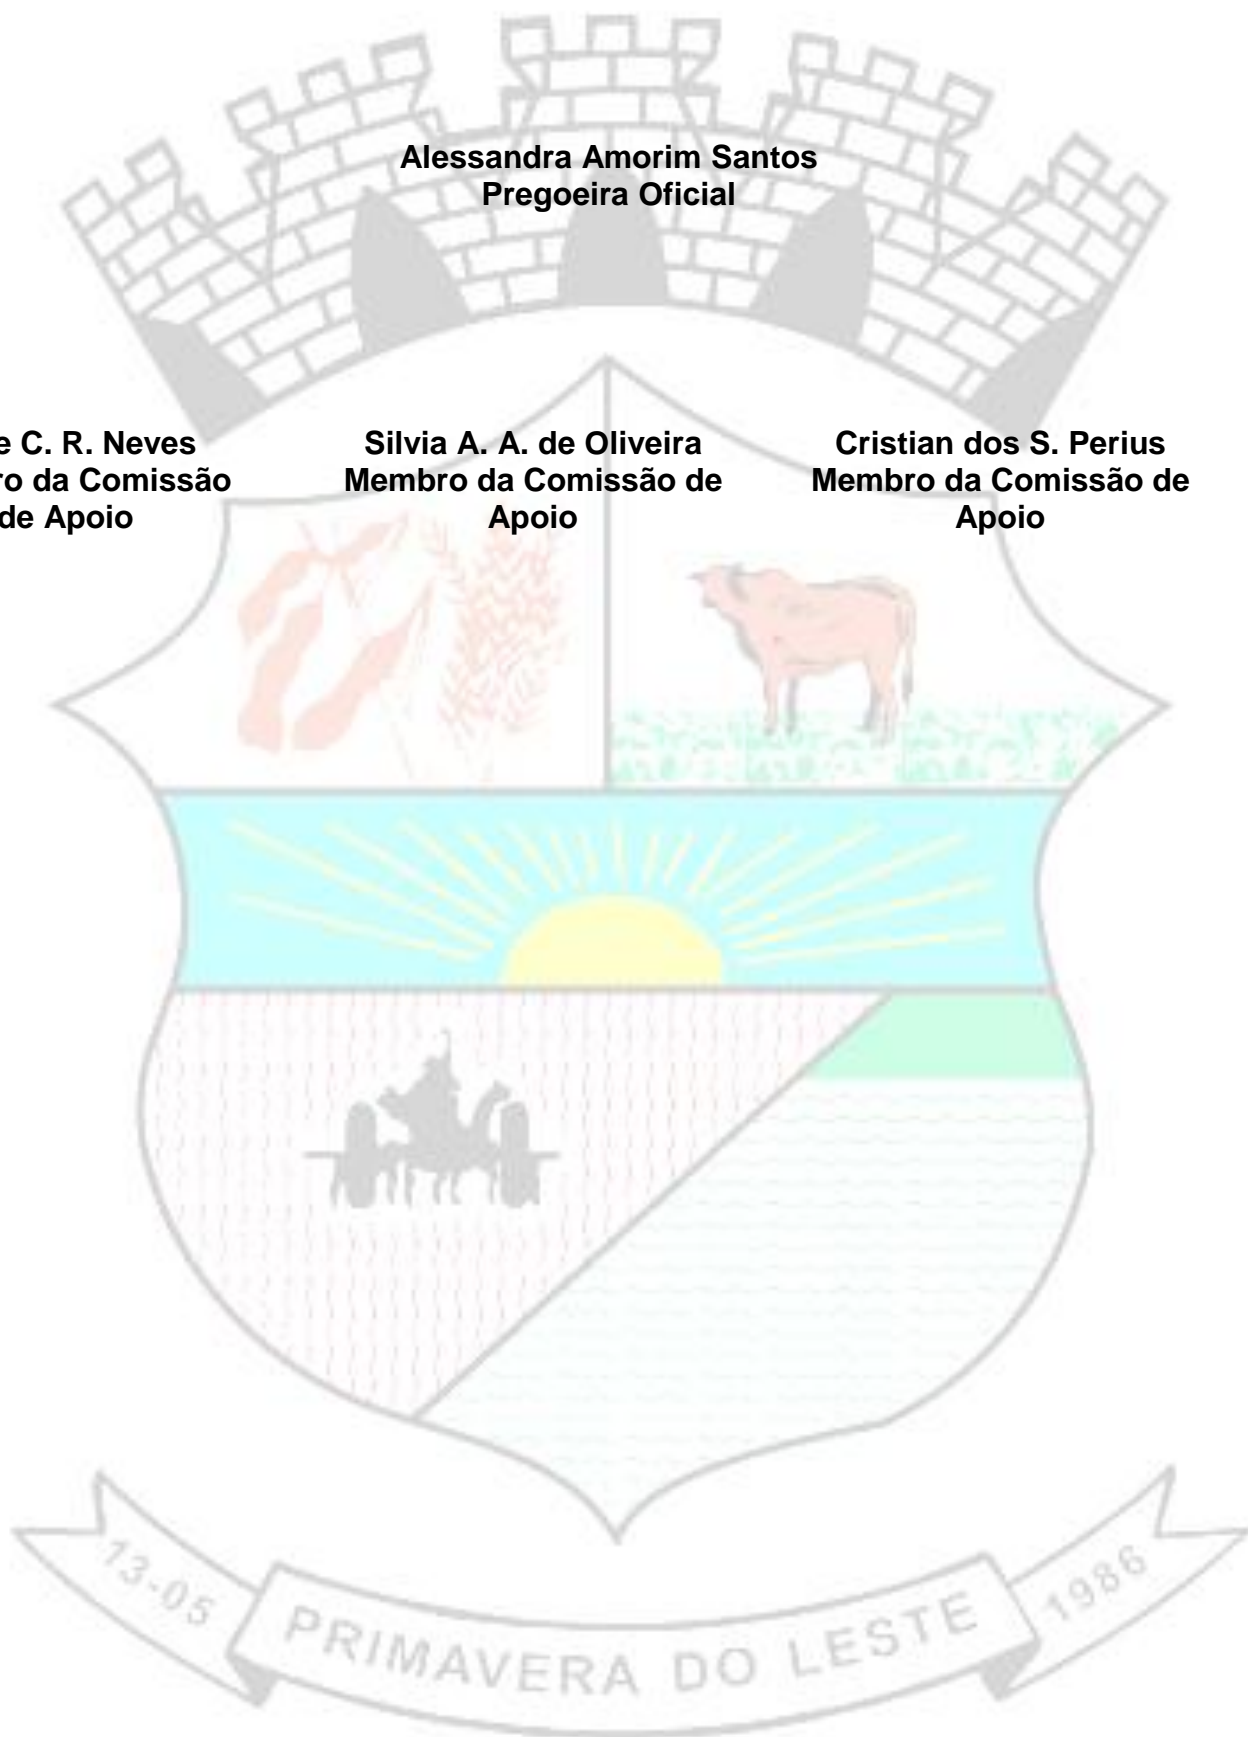 Alessandra Amorim Santos
Pregoeira Oficial
C. R. Neves
da Comissão
de Apoio
Silvia A. A. de Oliveira
Membro da Comissão de
Apoio
Cristian dos S. Perius
Membro da Comissão de
Apoio
13-05
PRIMAVERA DO LESTE
1986